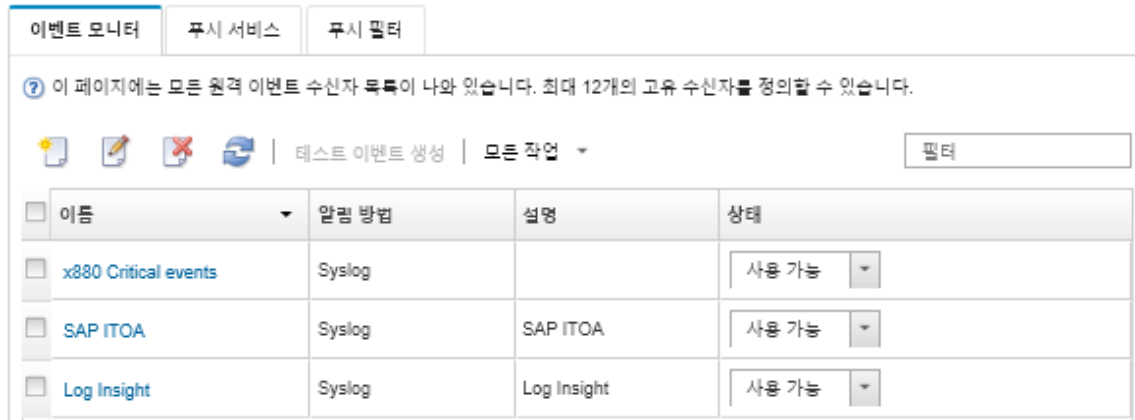 이벤트 모니터 푸시 서비스 푸시 필터
이 페이지에는 모든 원격 이벤트 수신자 목록이 나와 있습니다. 최대 12개의 고유 수신자를 정의할 수 있습니다.
테스트 이벤트 생성 모든 작업 필터
이름 알림 방법 설명 상태
x880 Critical events Syslog 사용 가능
SAP ITOA Syslog SAP ITOA 사용 가능
Log Insight Syslog Log Insight 사용 가능